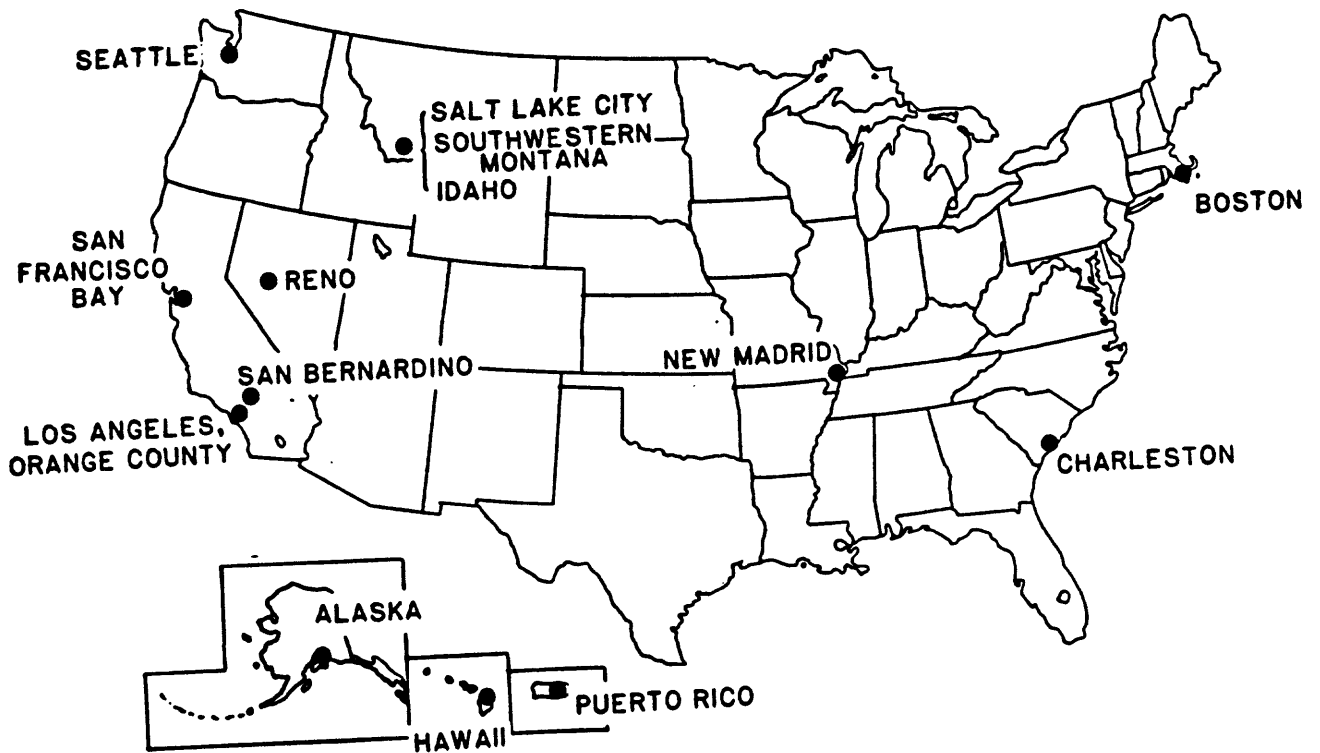 SEATTLE
SALT LAKE CITY
SOUTHWESTERN
MONTANA
IDAHO
BOSTON
SAN
FRANCISCO
BAY
RENO
NEW MADRID
SAN BERNARDINO
LOS ANGELES,
ORANGE COUNTY
CHARLESTON
ALASKA
PUERTO RICO
HAWAII